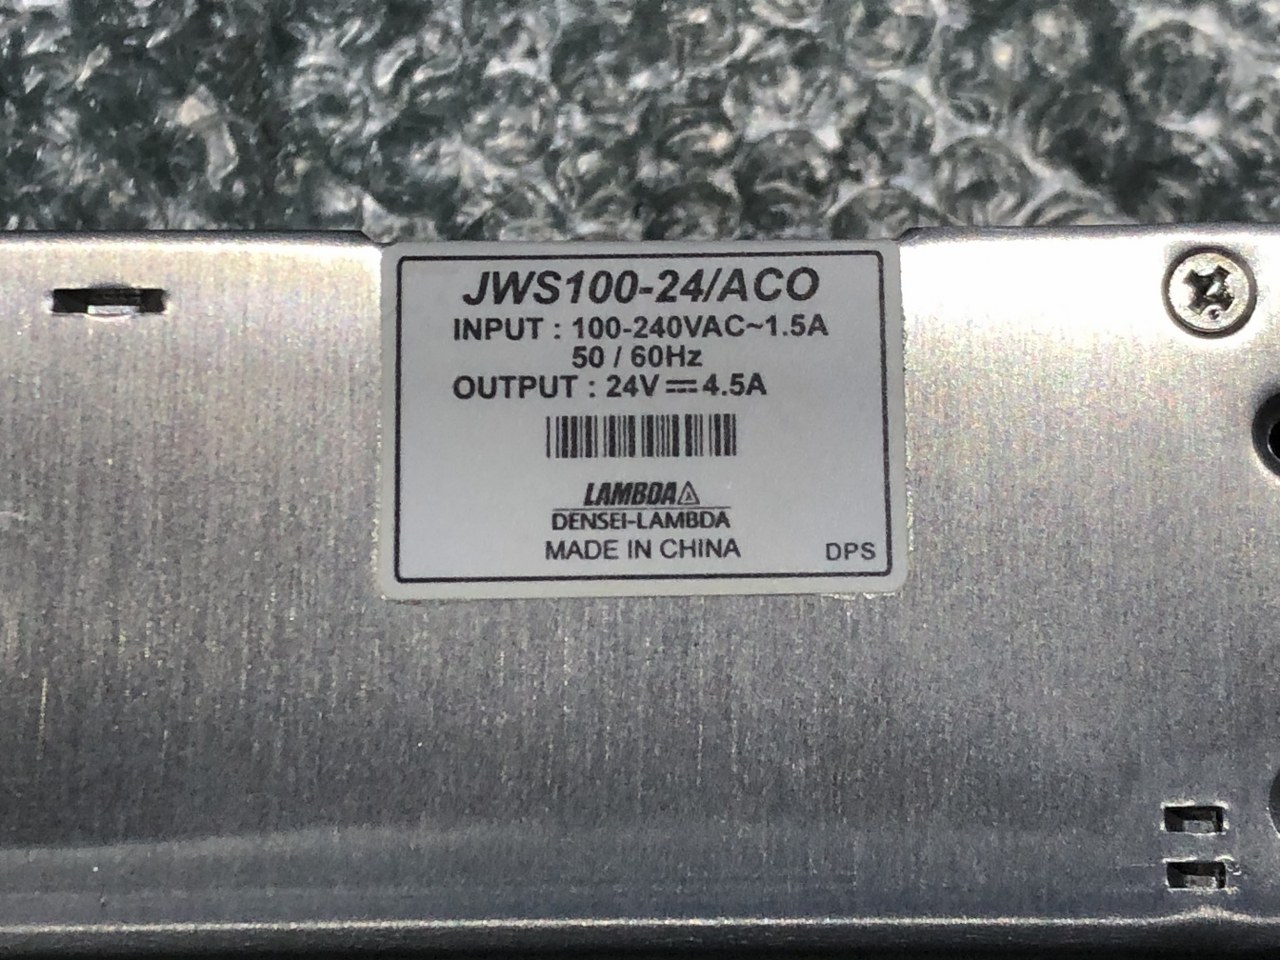 JWS100-24/ACO
INPUT : 100-240VAC~1.5A
50 / 60Hz
OUTPUT : 24V⎓4.5A
LAMBDA
DENSEI-LAMBDA
MADE IN CHINA
DPS